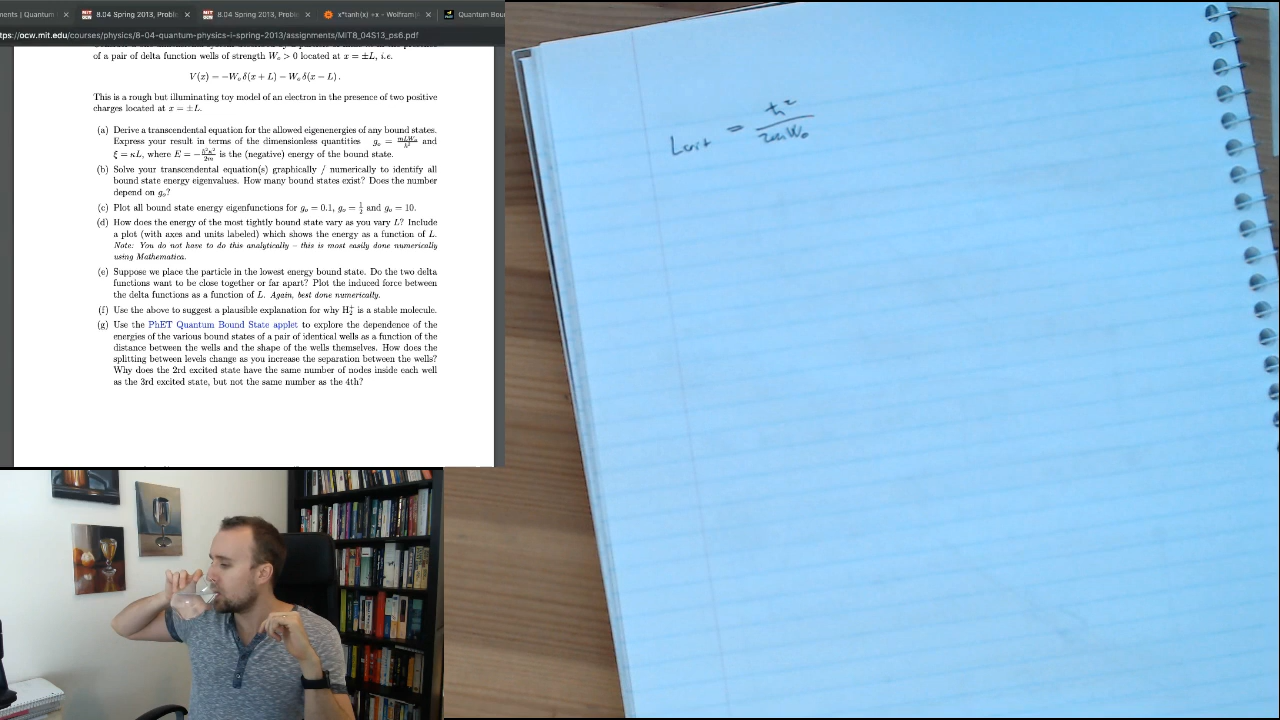 ments | Quantum
8.04 Spring 2013, Proble
8.04 Spring 2013, Proble
x*tanh(x) =x - Wolfram|
Quantum Bou
tps://ocw.mit.edu/courses/physics/8-04-quantum-physics-i-spring-2013/assignments/MIT8_04S13_ps6.pdf
of a pair of delta function wells of strength Wₒ > 0 located at x = ±L, i.e.
V(x) = −Wₒ δ(x + L) − Wₒ δ(x − L) .
This is a rough but illuminating toy model of an electron in the presence of two positive
charges located at x = ±L.
(a) Derive a transcendental equation for the allowed eigenenergies of any bound states.
Express your result in terms of the dimensionless quantities gₒ = mLWₒ/ħ² and
ξ = κL, where E = −ħ²κ²/2m is the (negative) energy of the bound state.
(b) Solve your transcendental equation(s) graphically / numerically to identify all
bound state energy eigenvalues. How many bound states exist? Does the number
depend on gₒ?
(c) Plot all bound state energy eigenfunctions for gₒ = 0.1, gₒ = 1/2 and gₒ = 10.
(d) How does the energy of the most tightly bound state vary as you vary L? Include
a plot (with axes and units labeled) which shows the energy as a function of L.
Note: You do not have to do this analytically – this is most easily done numerically
using Mathematica.
(e) Suppose we place the particle in the lowest energy bound state. Do the two delta
functions want to be close together or far apart? Plot the induced force between
the delta functions as a function of L. Again, best done numerically.
(f) Use the above to suggest a plausible explanation for why H₂⁺ is a stable molecule.
(g) Use the PhET Quantum Bound State applet to explore the dependence of the
energies of the various bound states of a pair of identical wells as a function of the
distance between the wells and the shape of the wells themselves. How does the
splitting between levels change as you increase the separation between the wells?
Why does the 2rd excited state have the same number of nodes inside each well
as the 3rd excited state, but not the same number as the 4th?
Lcrit = ħ²/2mWₒ